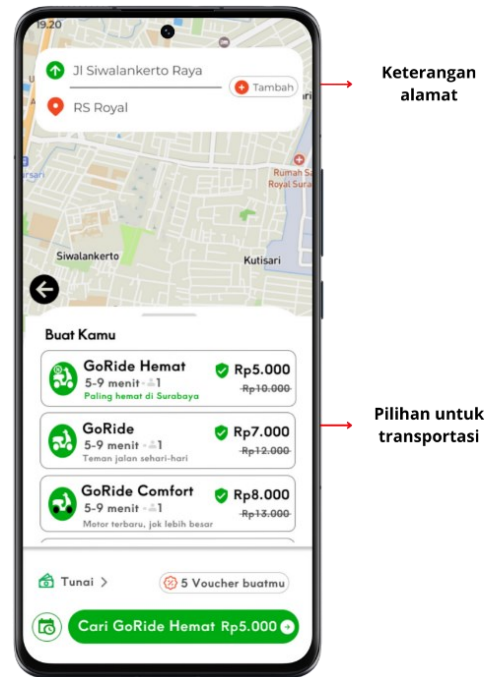 19.20
Jl Siwalankerto Raya
Tambah
RS Royal
Keterangan
alamat
Rumah Sa
Royal Sura
Siwalankerto
Kutisari
Buat Kamu
GoRide Hemat
Rp5.000
5-9 menit 1
Rp10.000
Paling hemat di Surabaya
GoRide
Rp7.000
5-9 menit 1
Rp12.000
Teman jalan sehari-hari
Pilihan untuk
transportasi
GoRide Comfort
Rp8.000
5-9 menit 1
Rp13.000
Motor terbaru, jok lebih besar
Tunai >
5 Voucher buatmu
Cari GoRide Hemat Rp5.000